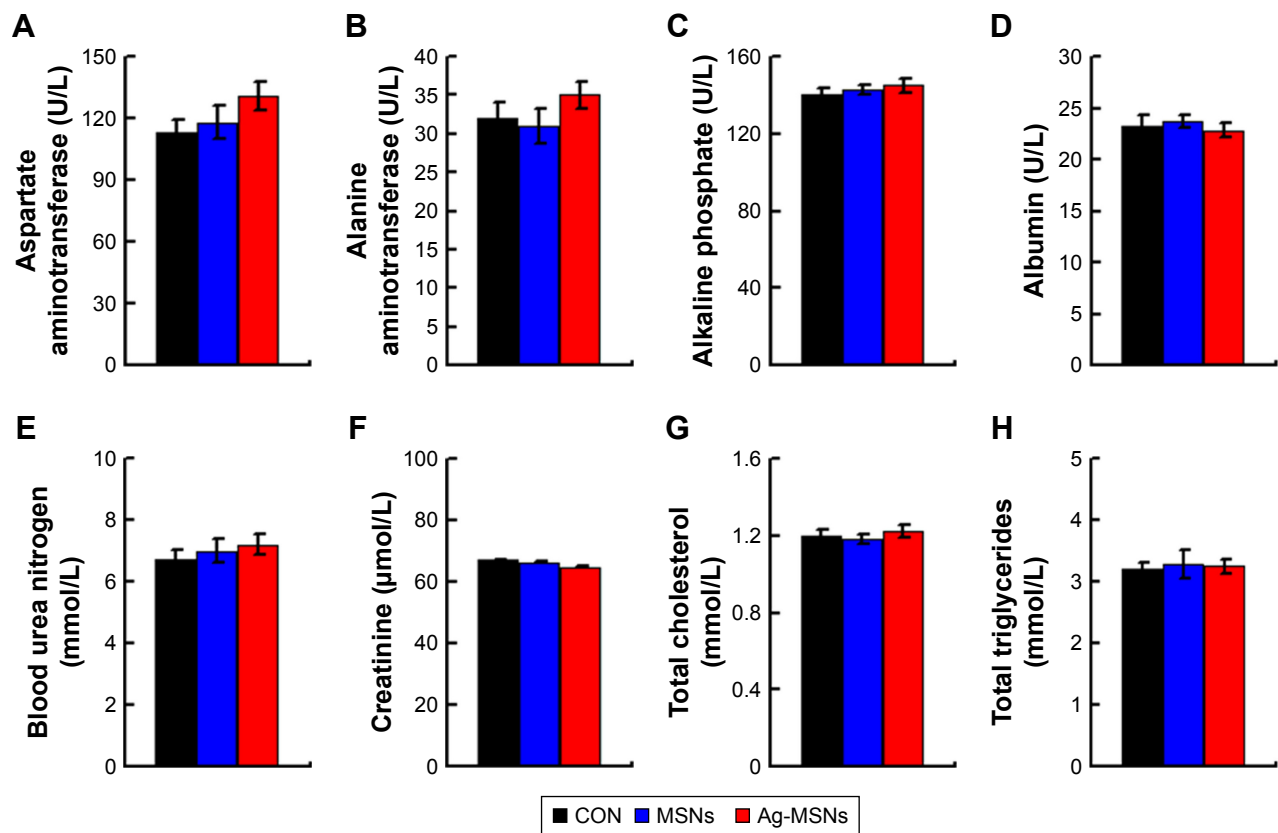 A
Aspartate
aminotransferase (U/L)
150
120
90
60
30
0
B
Alanine
aminotransferase (U/L)
40
35
30
25
20
15
10
5
0
C
Alkaline phosphate (U/L)
160
120
80
40
0
D
Albumin (U/L)
30
25
20
15
10
5
0
E
Blood urea nitrogen
(mmol/L)
10
8
6
4
2
0
F
Creatinine (µmol/L)
100
80
60
40
20
0
G
Total cholesterol
(mmol/L)
1.6
1.2
0.8
0.4
0
H
Total triglycerides
(mmol/L)
5
4
3
2
1
0
CON MSNs Ag-MSNs